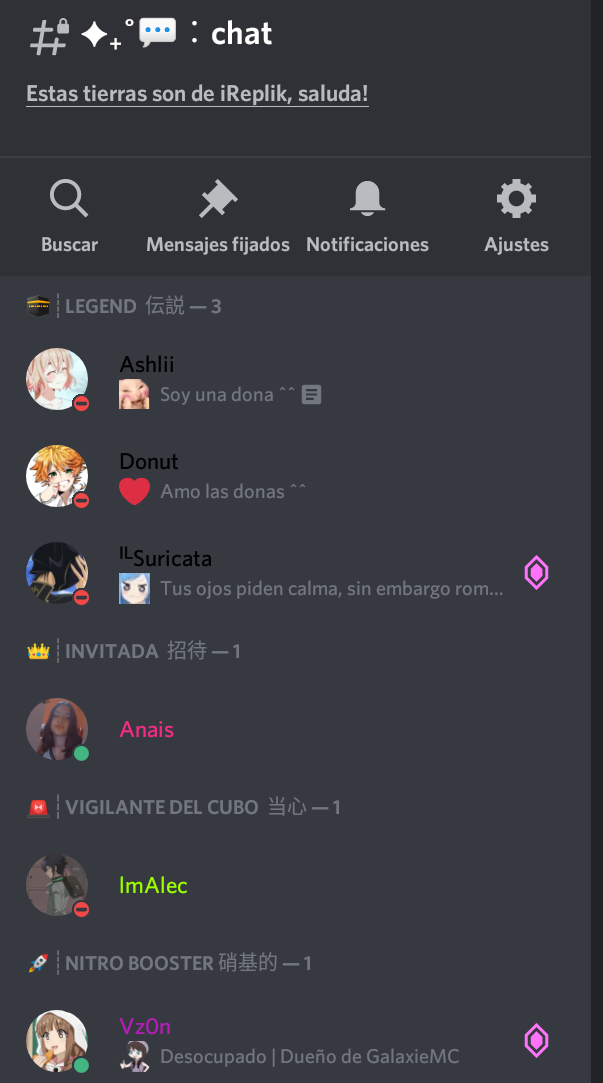 chat
Estas tierras son de iReplik, saluda!
Buscar
Mensajes fijados
Notificaciones
Ajustes
LEGEND 伝説 — 3
Ashlii
Soy una dona ^^
Donut
Amo las donas ^^
ᴵᴸSuricata
Tus ojos piden calma, sin embargo rom...
INVITADA 招待 — 1
Anais
VIGILANTE DEL CUBO 当心 — 1
ImAlec
NITRO BOOSTER 硝基的 — 1
Vz0n
Desocupado | Dueño de GalaxieMC